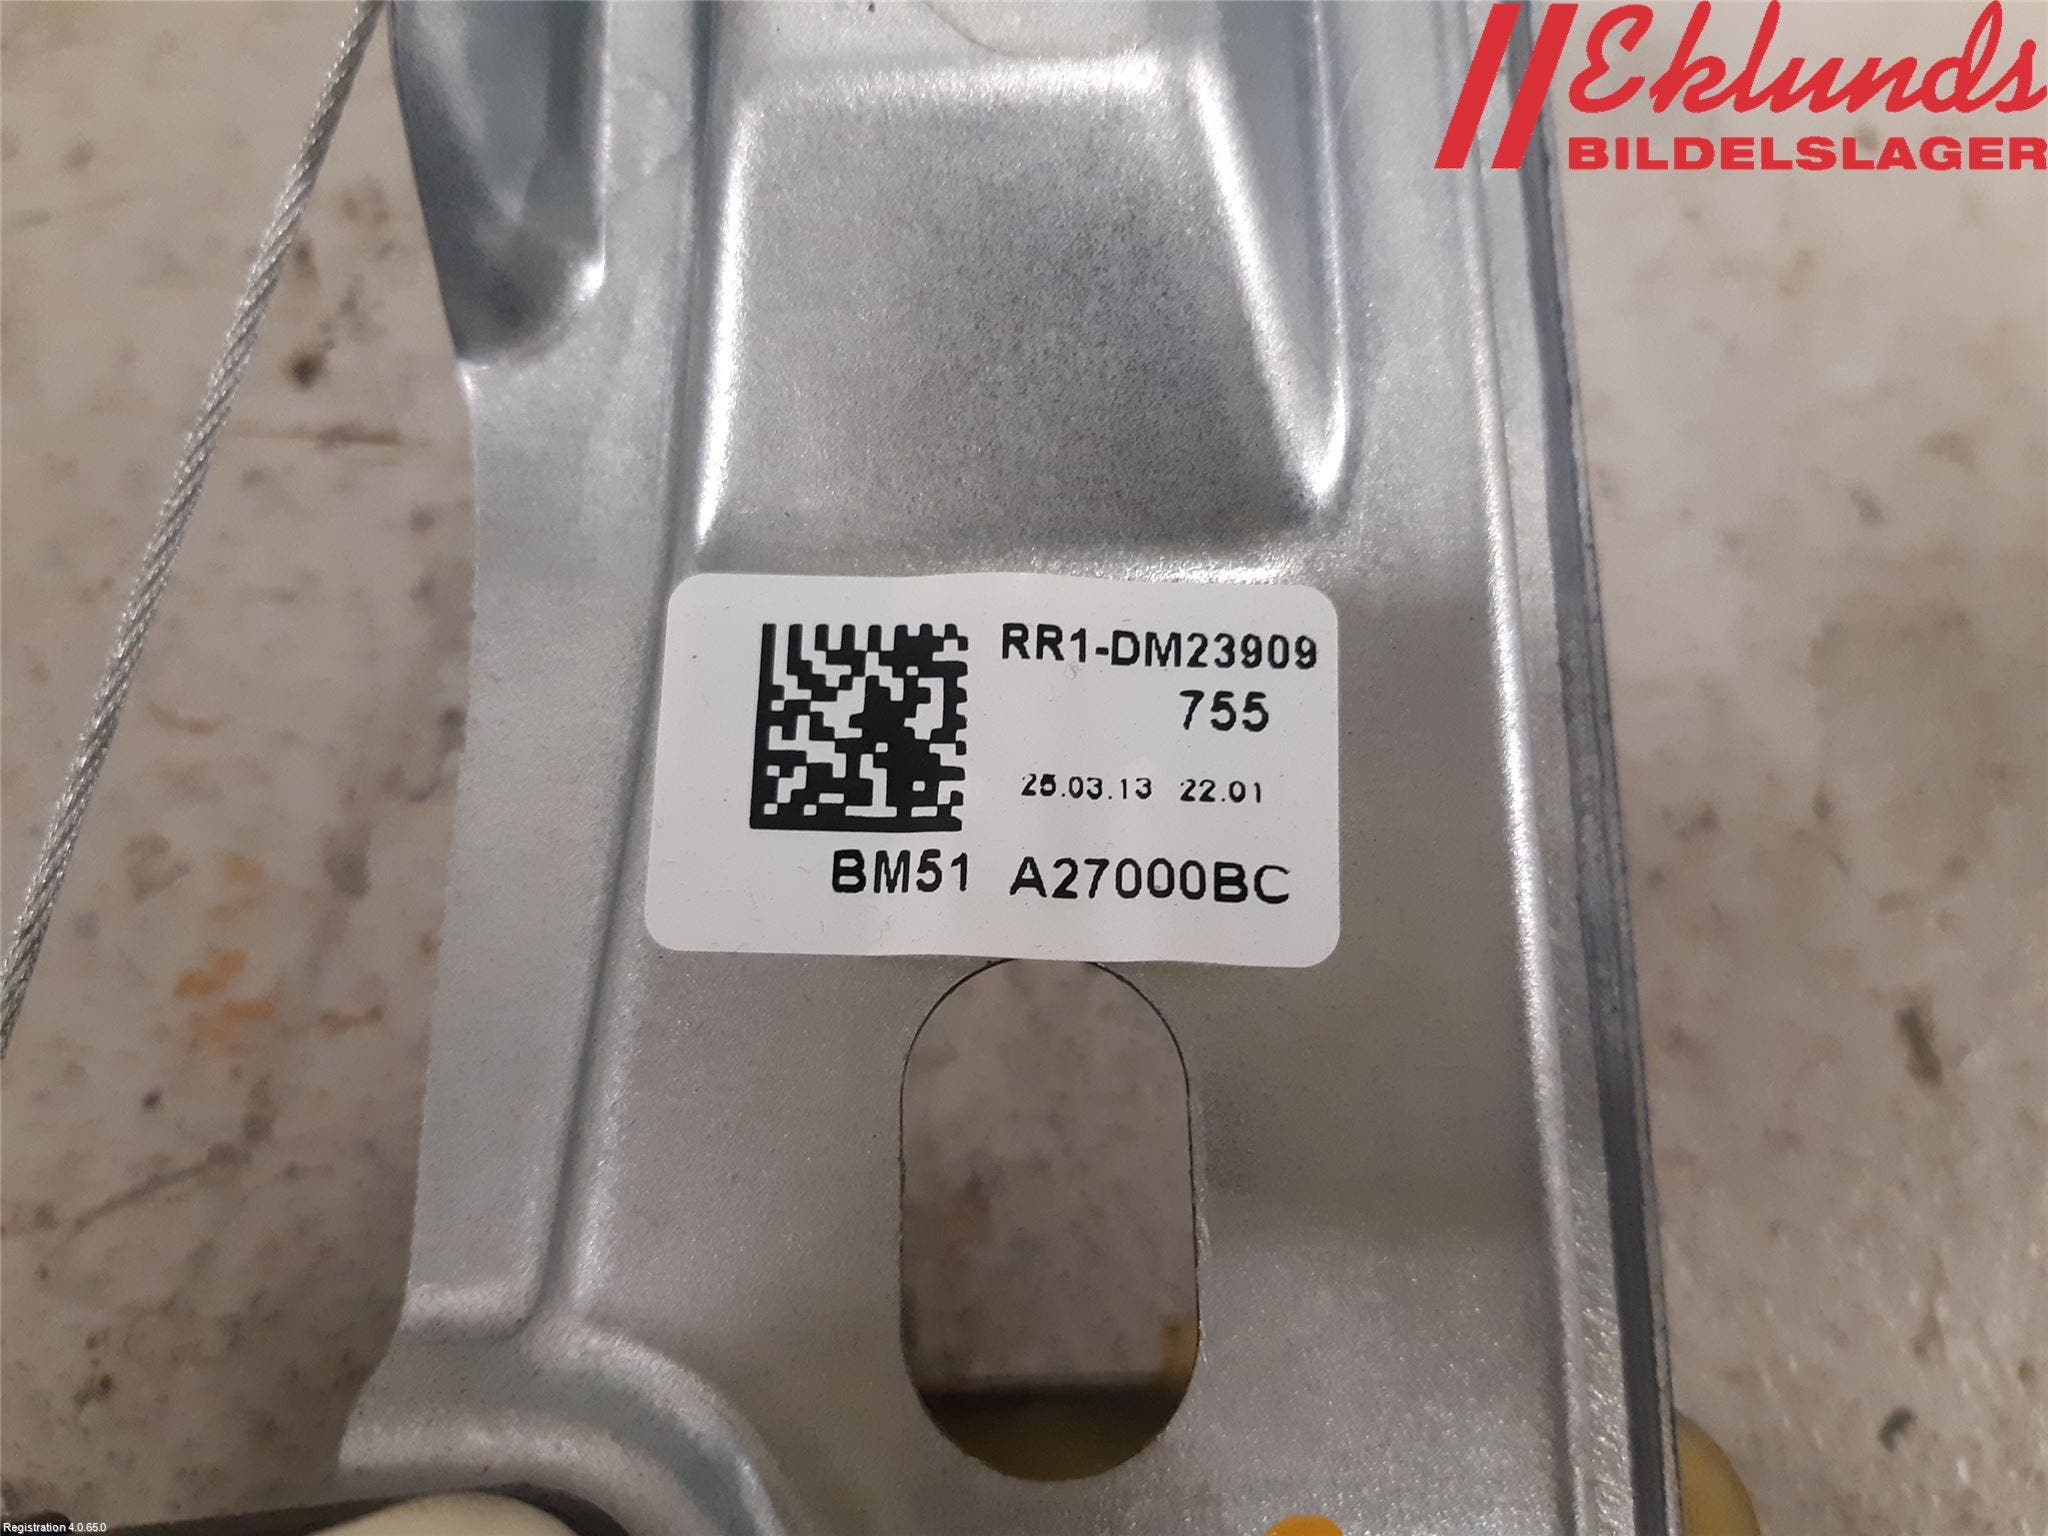 Eklunds
BILDELSLAGER
RR1-DM23909
755
25.03.13 22.01
BM51 A27000BC
Registration 4.0.65.0